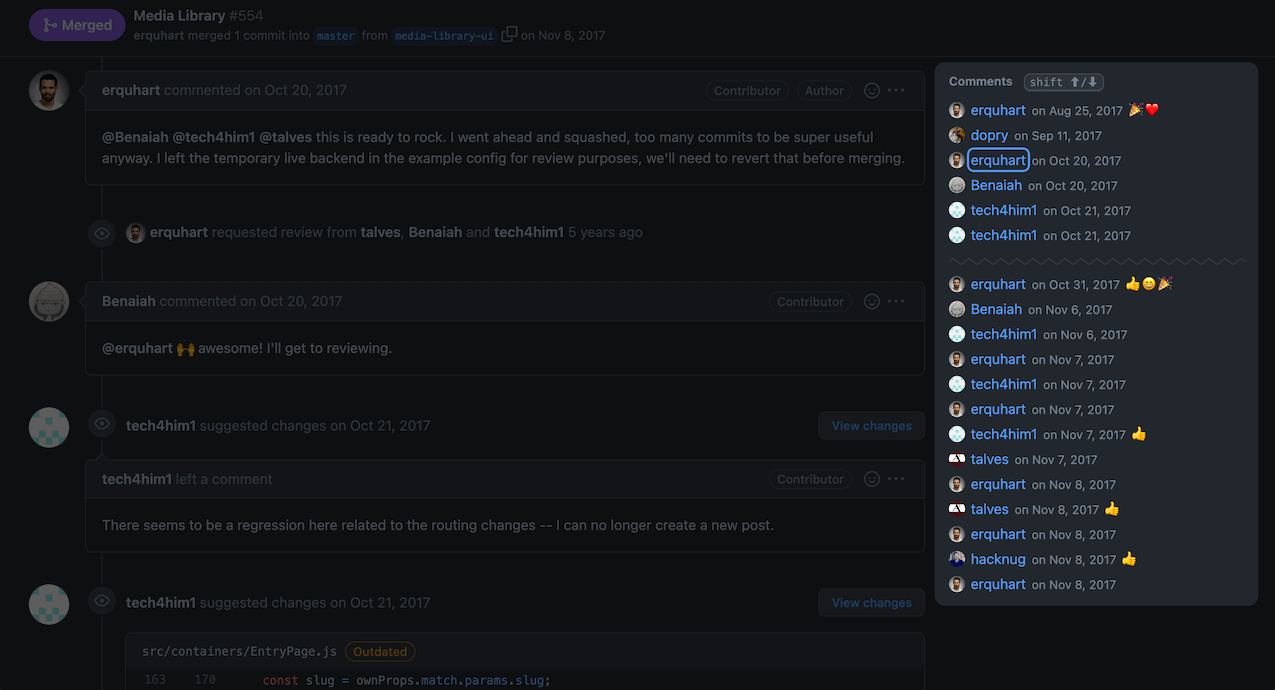 Merged
Media Library #554
erquhart merged 1 commit into master from media-library-ui on Nov 8, 2017
erquhart commented on Oct 20, 2017
Contributor
Author
@Benaiah @tech4him1 @talves this is ready to rock. I went ahead and squashed, too many commits to be super useful
anyway. I left the temporary live backend in the example config for review purposes, we'll need to revert that before merging.
erquhart requested review from talves, Benaiah and tech4him1 5 years ago
Benaiah commented on Oct 20, 2017
Contributor
@erquhart 🙌 awesome! I'll get to reviewing.
tech4him1 suggested changes on Oct 21, 2017
View changes
tech4him1 left a comment
Contributor
There seems to be a regression here related to the routing changes -- I can no longer create a new post.
tech4him1 suggested changes on Oct 21, 2017
View changes
src/containers/EntryPage.js Outdated
163 170 const slug = ownProps.match.params.slug;
Comments shift ⬆/⬇
erquhart on Aug 25, 2017 🎉❤️
dopry on Sep 11, 2017
erquhart on Oct 20, 2017
Benaiah on Oct 20, 2017
tech4him1 on Oct 21, 2017
tech4him1 on Oct 21, 2017
erquhart on Oct 31, 2017 👍😄🎉
Benaiah on Nov 6, 2017
tech4him1 on Nov 6, 2017
erquhart on Nov 7, 2017
tech4him1 on Nov 7, 2017
erquhart on Nov 7, 2017
tech4him1 on Nov 7, 2017 👍
talves on Nov 7, 2017
erquhart on Nov 8, 2017
talves on Nov 8, 2017 👍
erquhart on Nov 8, 2017
hacknug on Nov 8, 2017 👍
erquhart on Nov 8, 2017